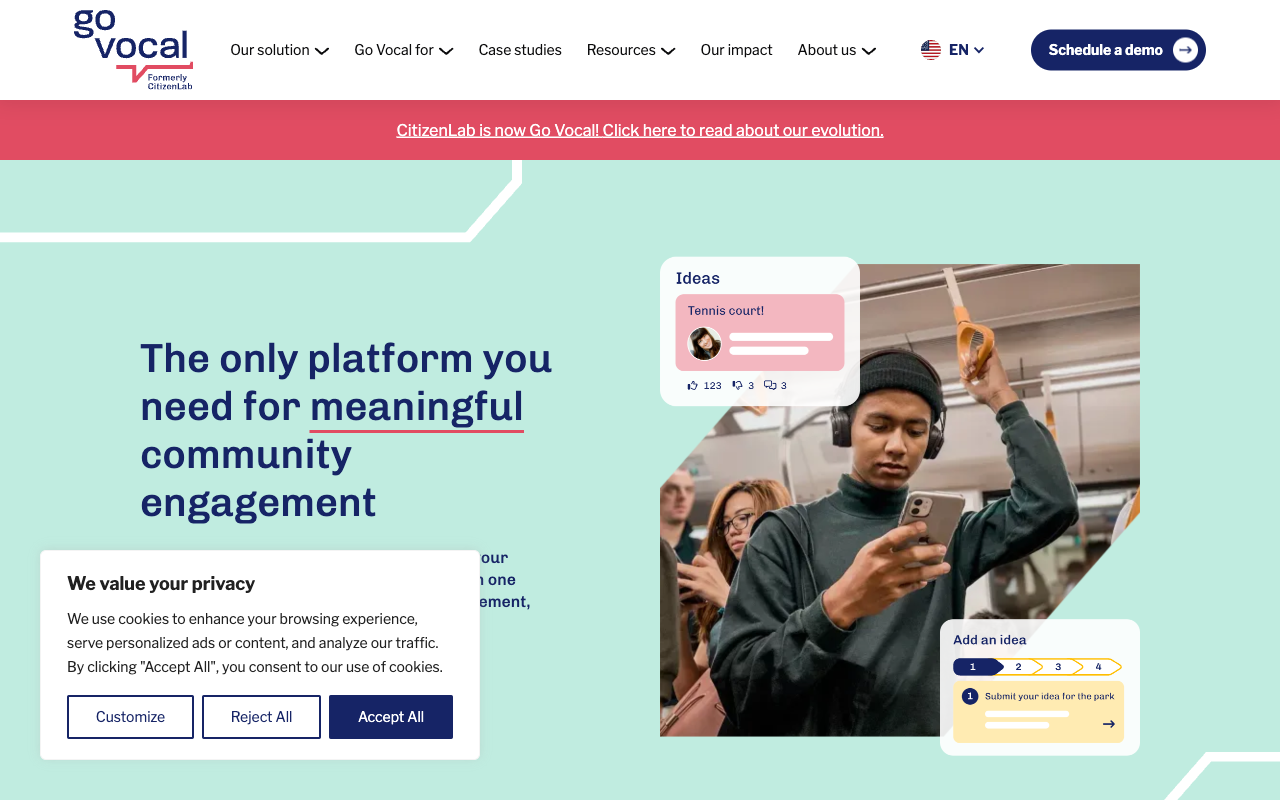 go
vocal
Formerly
CitizenLab
Our solution
Go Vocal for
Case studies
Resources
Our impact
About us
EN
Schedule a demo
CitizenLab is now Go Vocal! Click here to read about our evolution.
The only platform you
need for meaningful
community
engagement
our
one
We value your privacy
We use cookies to enhance your browsing experience,
serve personalized ads or content, and analyze our traffic.
By clicking "Accept All", you consent to our use of cookies.
Customize
Reject All
Accept All
Ideas
Tennis court!
123
3
3
Add an idea
1
2
3
4
1 Submit your idea for the park